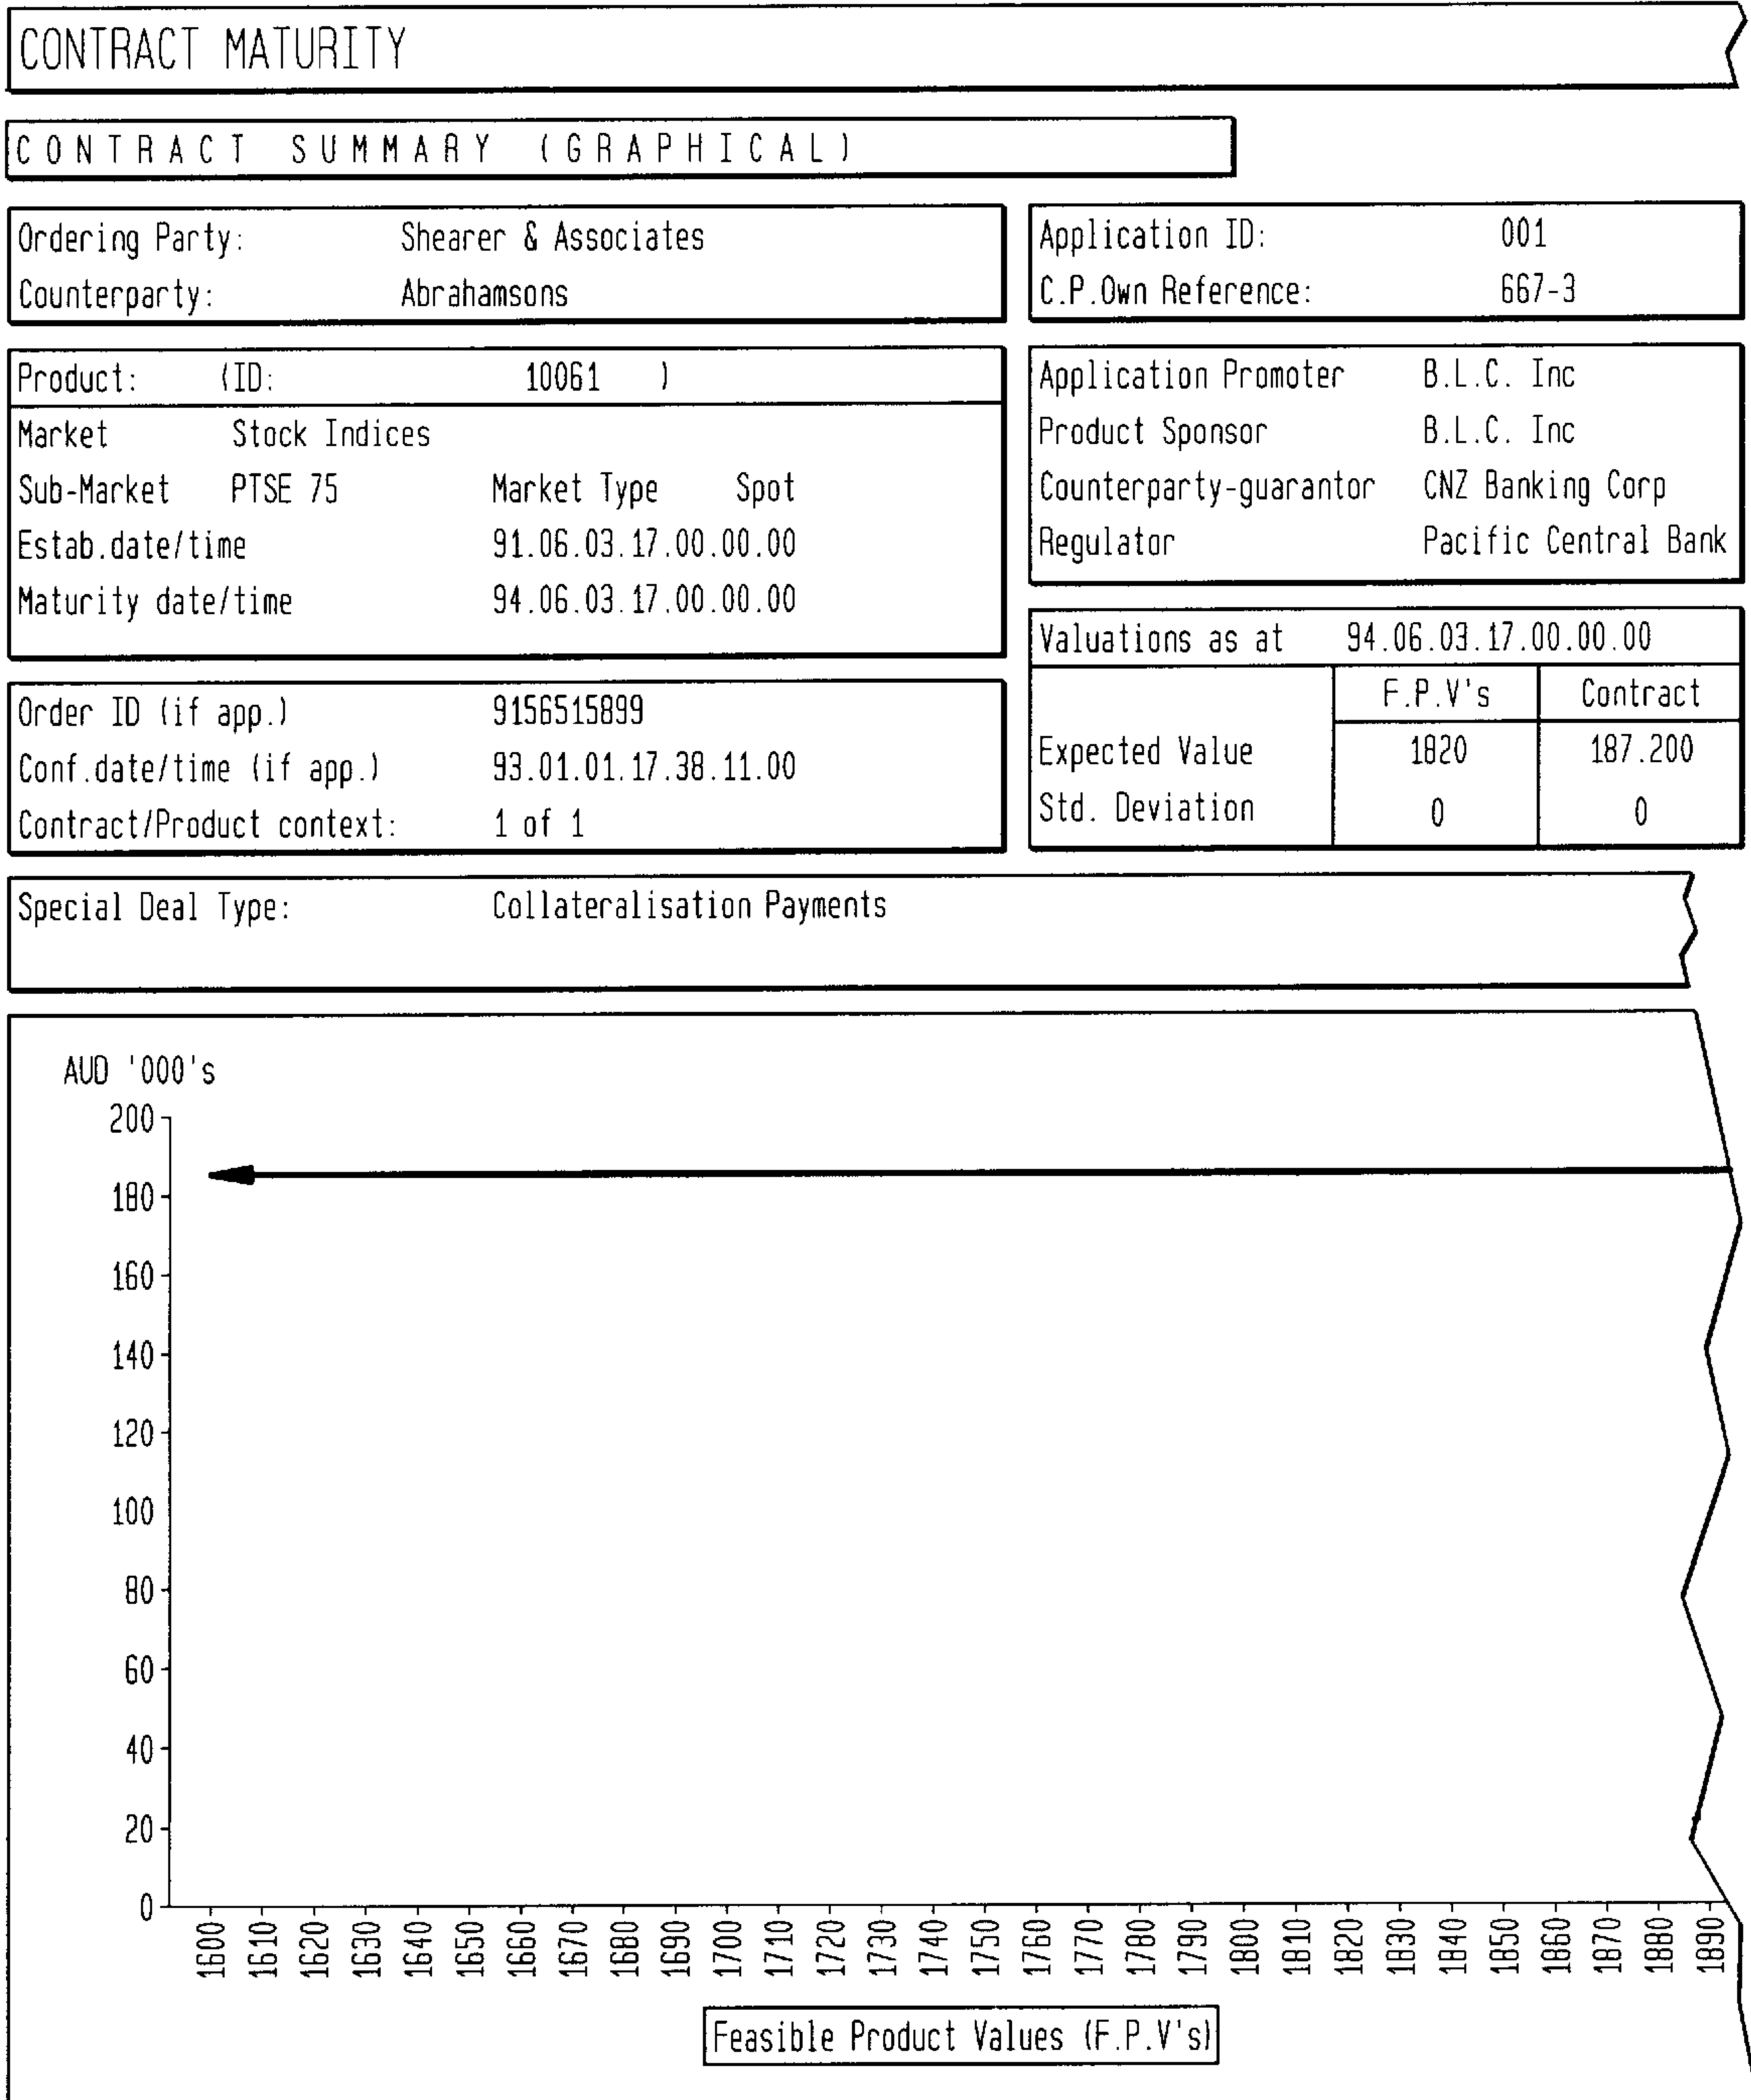 CONTRACT MATURITY
CONTRACT SUMMARY (GRAPHICAL)
Ordering Party: Shearer & Associates
Counterparty: Abrahamsons
Application ID: 001
C.P.Own Reference: 667-3
Product: (ID: 10061 )
Market Stock Indices
Sub-Market PTSE 75 Market Type Spot
Estab.date/time 91.06.03.17.00.00.00
Maturity date/time 94.06.03.17.00.00.00
Application Promoter B.L.C. Inc
Product Sponsor B.L.C. Inc
Counterparty-guarantor CNZ Banking Corp
Regulator Pacific Central Bank
Valuations as at 94.06.03.17.00.00.00
F.P.V's Contract
Expected Value 1820 187.200
Std. Deviation 0 0
Order ID (if app.) 9156515899
Conf.date/time (if app.) 93.01.01.17.38.11.00
Contract/Product context: 1 of 1
Special Deal Type: Collateralisation Payments
AUD '000's
200
180
160
140
120
100
80
60
40
20
0
1600 1610 1620 1630 1640 1650 1660 1670 1680 1690 1700 1710 1720 1730 1740 1750 1760 1770 1780 1790 1800 1810 1820 1830 1840 1850 1860 1870 1880 1890
Feasible Product Values (F.P.V's)